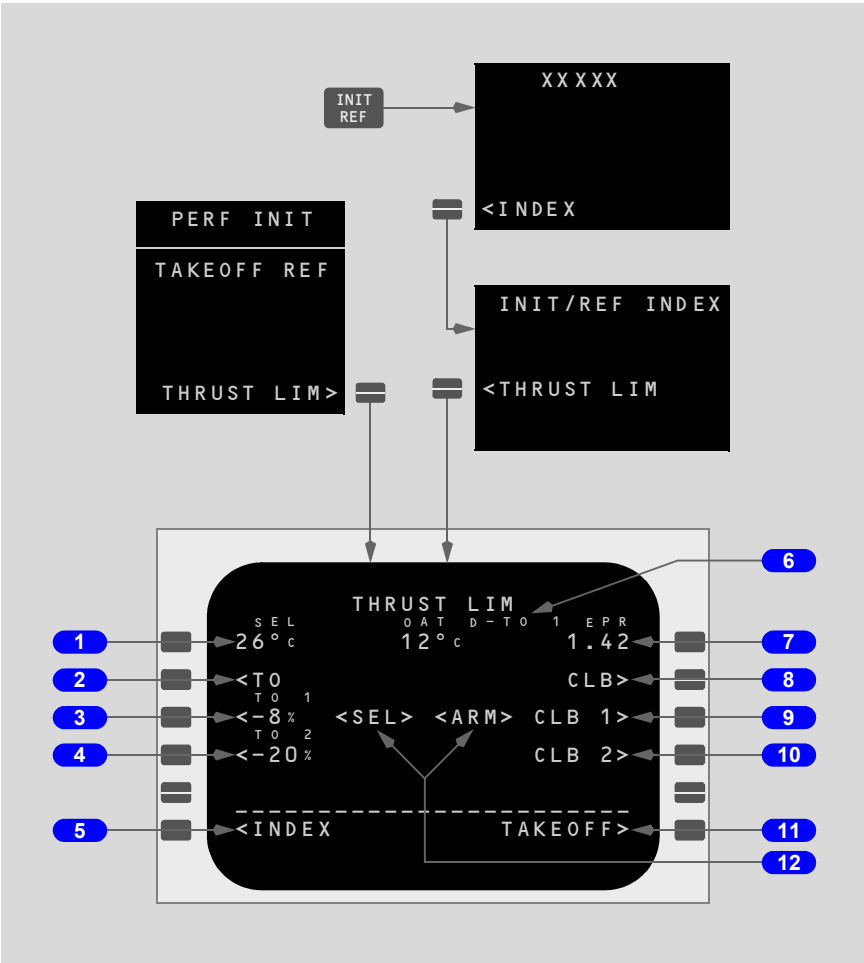 INIT
REF
XXXXX
<INDEX
PERF INIT
TAKEOFF REF
THRUST LIM>
INIT/REF INDEX
<THRUST LIM
THRUST LIM
SEL OAT D-TO 1 EPR
26°C 12°C 1.42
<TO CLB>
TO 1
<-8% <SEL> <ARM> CLB 1>
TO 2
<-20% CLB 2>
--------------------------
<INDEX TAKEOFF>
1
2
3
4
5
6
7
8
9
10
11
12